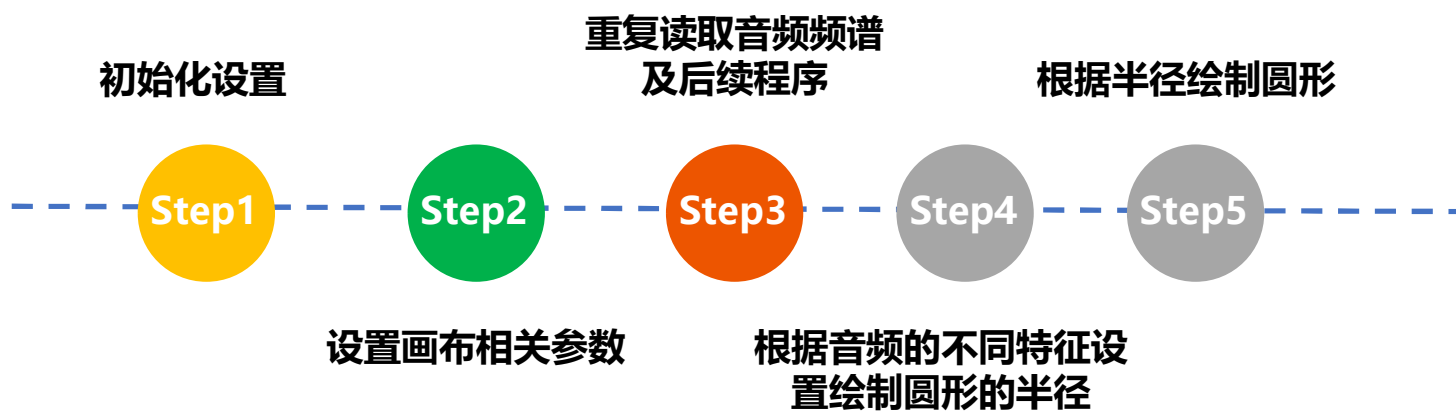 初始化设置
重复读取音频频谱
及后续程序
根据半径绘制圆形
Step1
Step2
Step3
Step4
Step5
设置画布相关参数
根据音频的不同特征设
置绘制圆形的半径